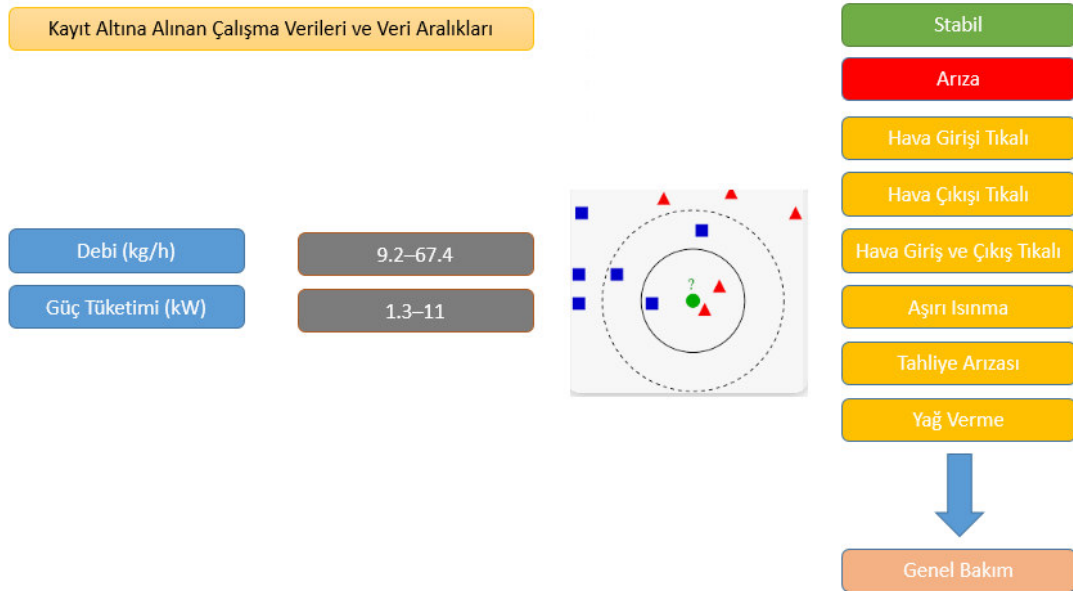 Kayıt Altına Alınan Çalışma Verileri ve Veri Aralıkları
Debi (kg/h)
9.2–67.4
Güç Tüketimi (kW)
1.3–11
?
Stabil
Arıza
Hava Girişi Tıkalı
Hava Çıkışı Tıkalı
Hava Giriş ve Çıkış Tıkalı
Aşırı Isınma
Tahliye Arızası
Yağ Verme
Genel Bakım